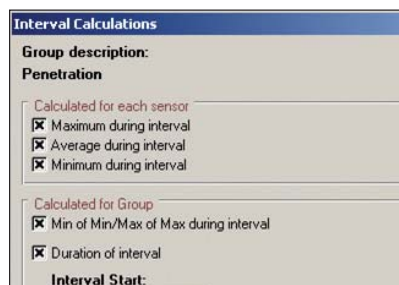 Interval Calculations
Group description:
Penetration
Calculated for each sensor
Maximum during interval
Average during interval
Minimum during interval
Calculated for Group
Min of Min/Max of Max during interval
Duration of interval
Interval Start: